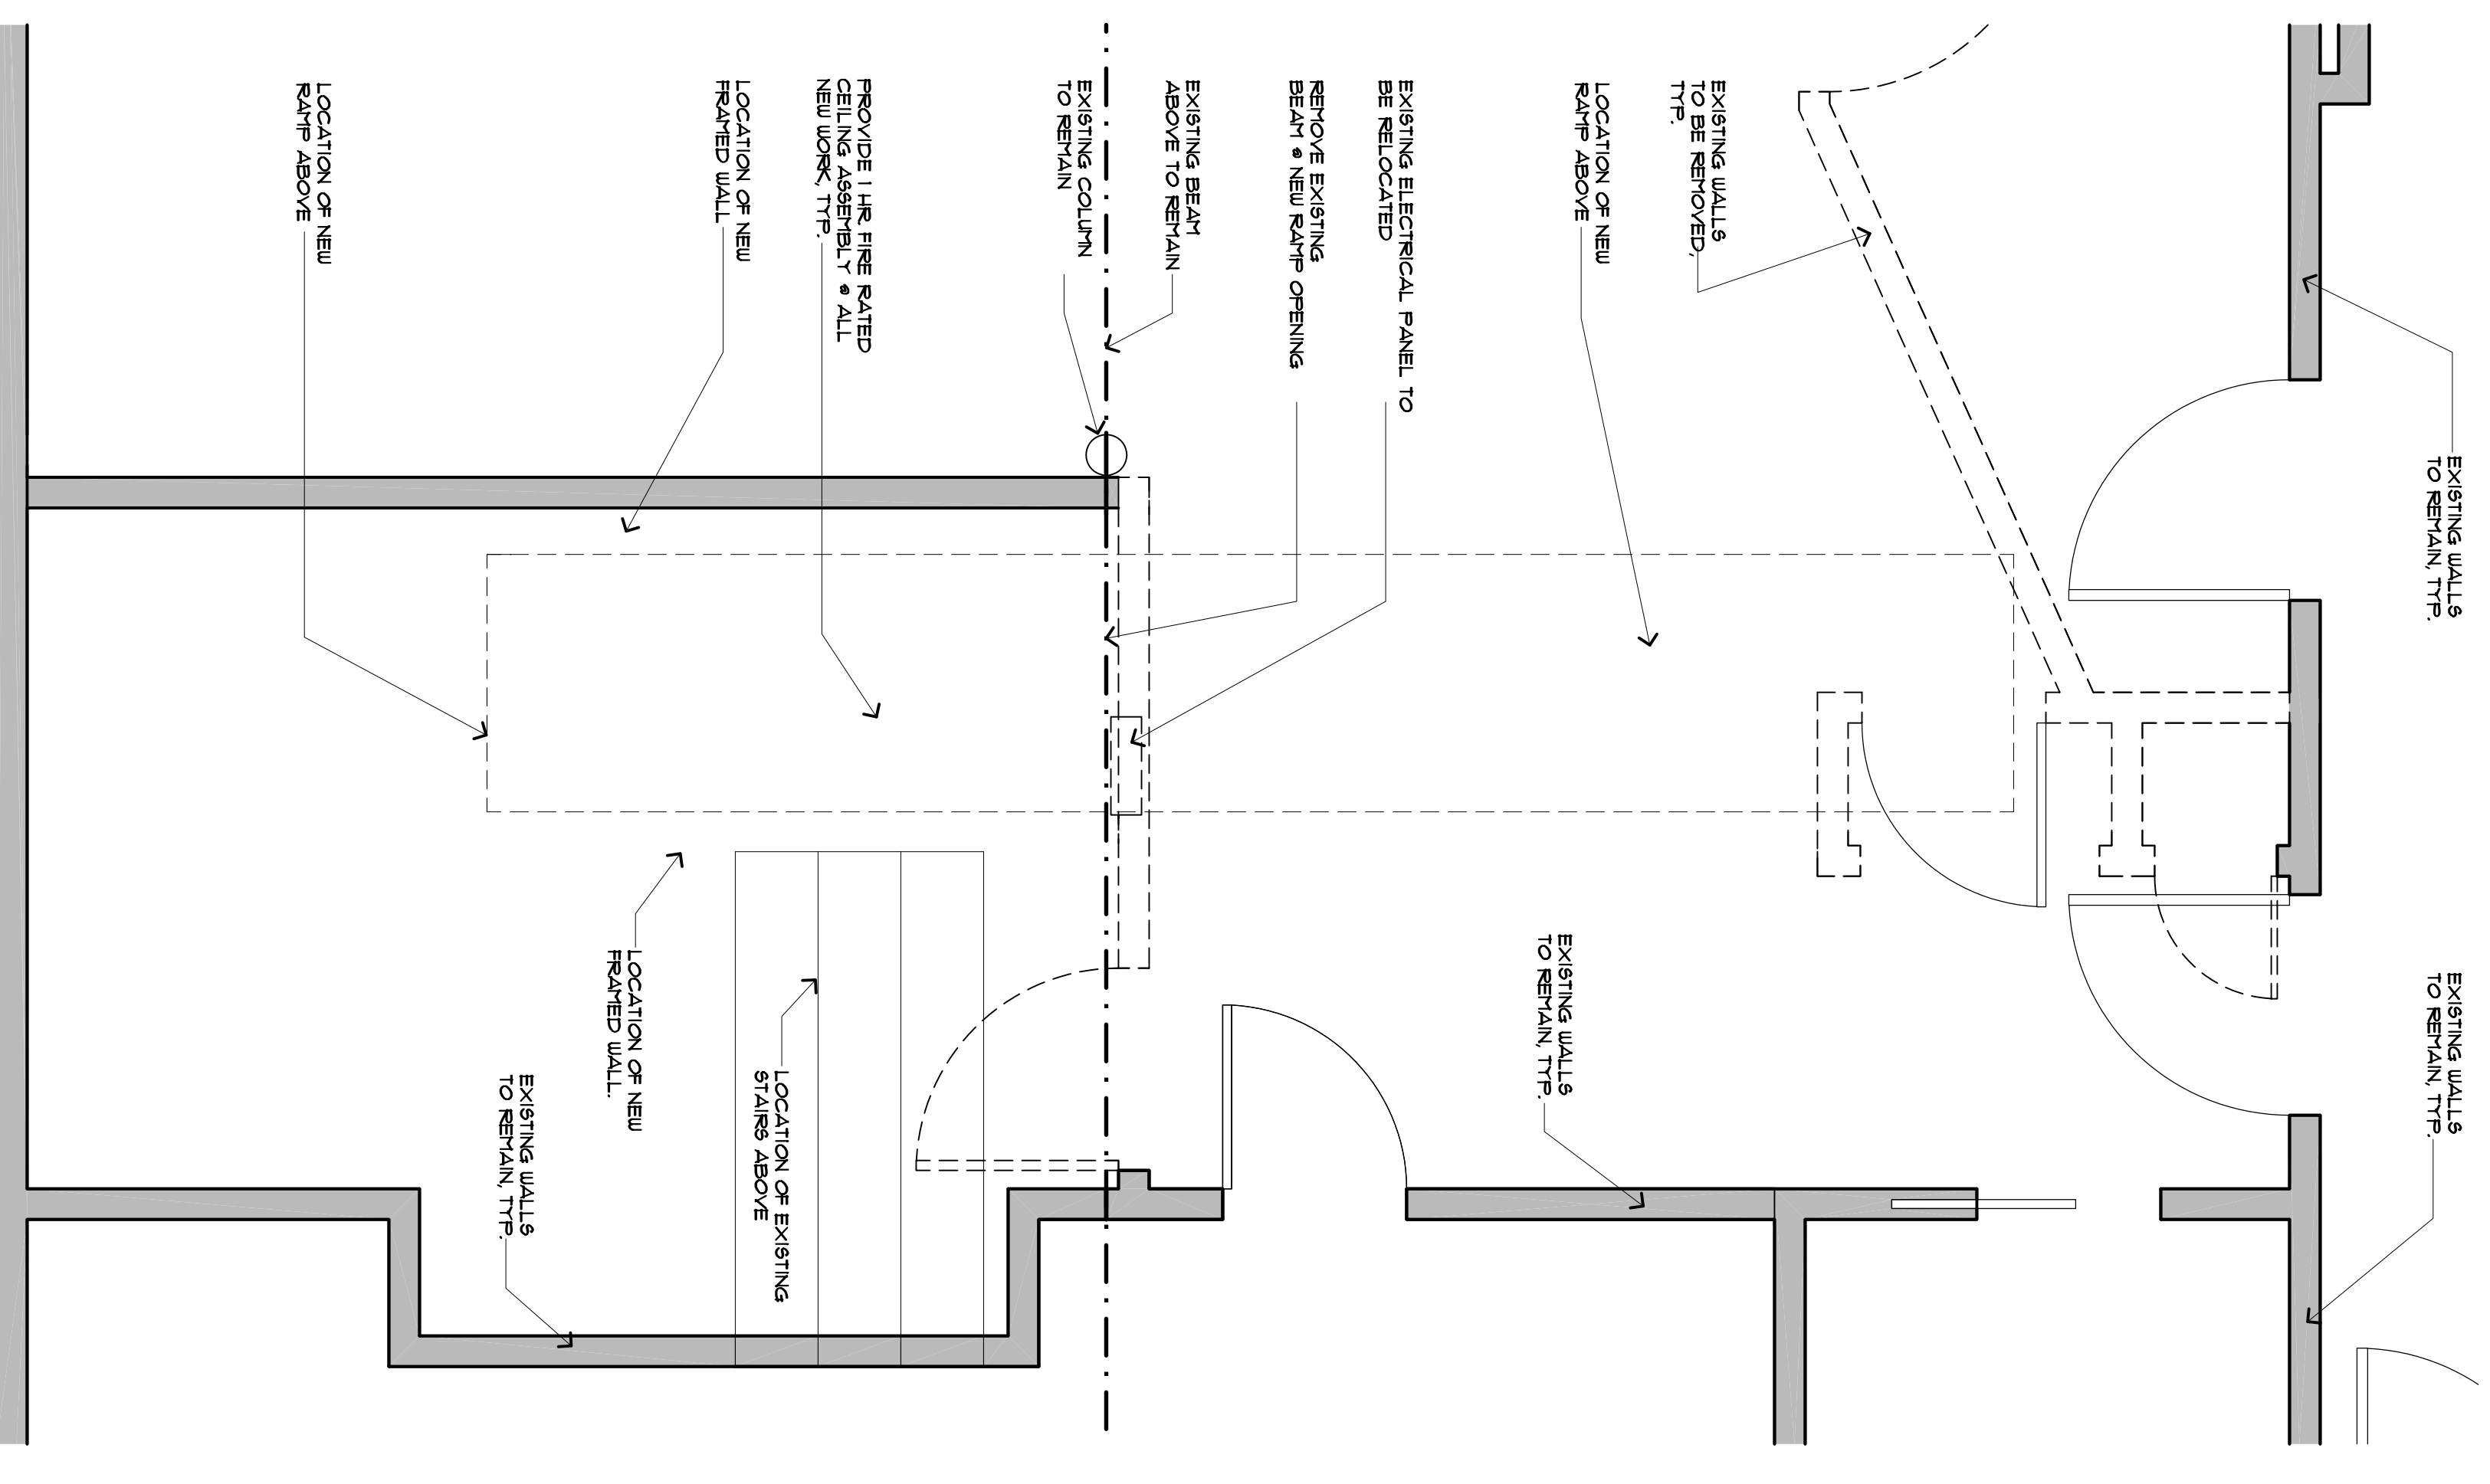 EXISTING WALLS
TO REMAIN, TYP.
EXISTING WALLS
TO BE REMOVED,
TYP.
LOCATION OF NEW
RAMP ABOVE
EXISTING ELECTRICAL PANEL TO
BE RELOCATED
REMOVE EXISTING
BEAM @ NEW RAMP OPENING
EXISTING BEAM
ABOVE TO REMAIN
EXISTING COLUMN
TO REMAIN
PROVIDE 1 HR. FIRE RATED
CEILING ASSEMBLY @ ALL
NEW WORK, TYP.
LOCATION OF NEW
FRAMED WALL
LOCATION OF NEW
RAMP ABOVE
EXISTING WALLS
TO REMAIN, TYP.
EXISTING WALLS
TO REMAIN, TYP.
LOCATION OF EXISTING
STAIRS ABOVE
LOCATION OF NEW
FRAMED WALL.
EXISTING WALLS
TO REMAIN, TYP.